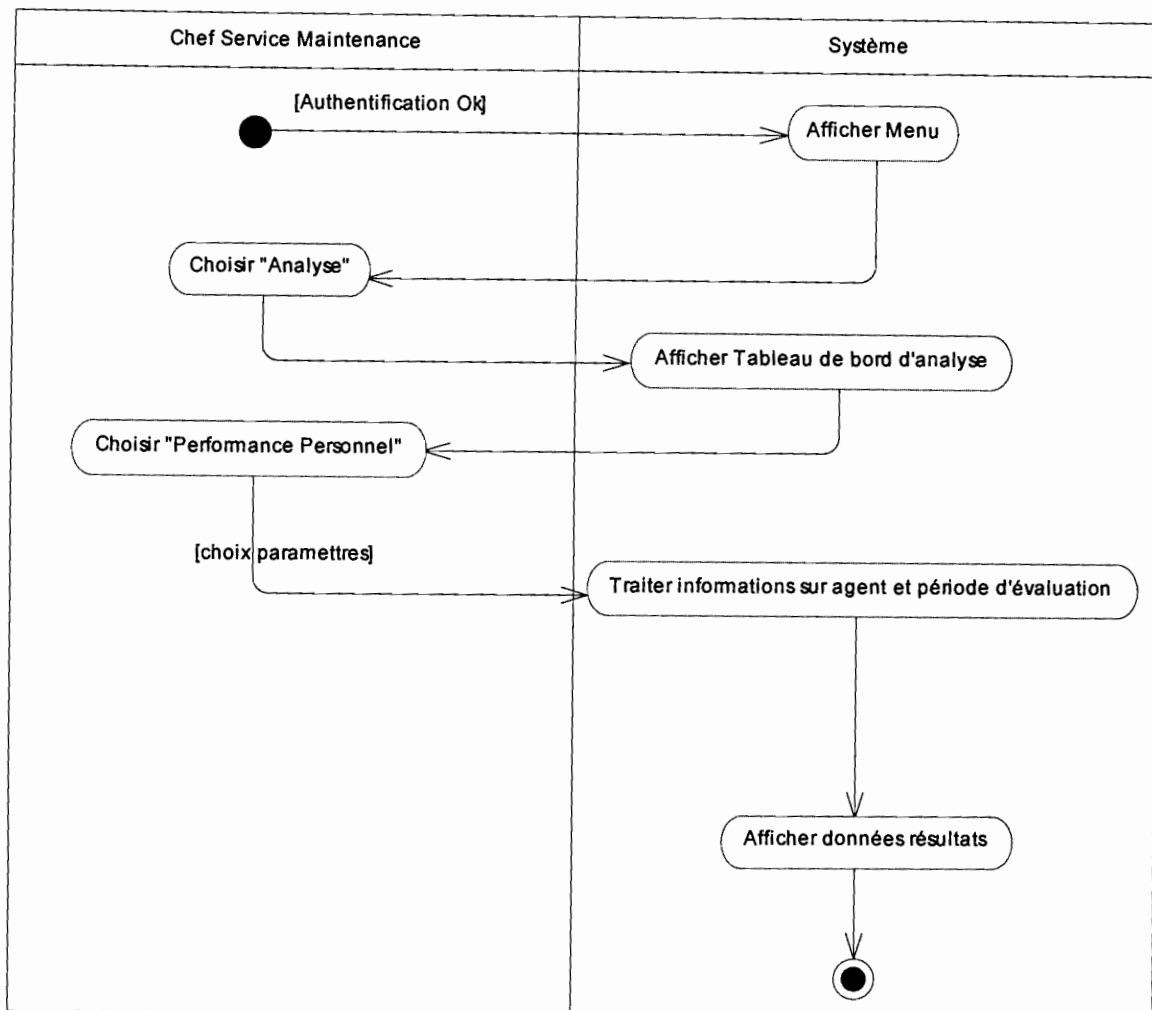 Chef Service Maintenance
Système
[Authentification Ok]
Afficher Menu
Choisir "Analyse"
Afficher Tableau de bord d'analyse
Choisir "Performance Personnel"
[choix paramettres]
Traiter informations sur agent et période d'évaluation
Afficher données résultats